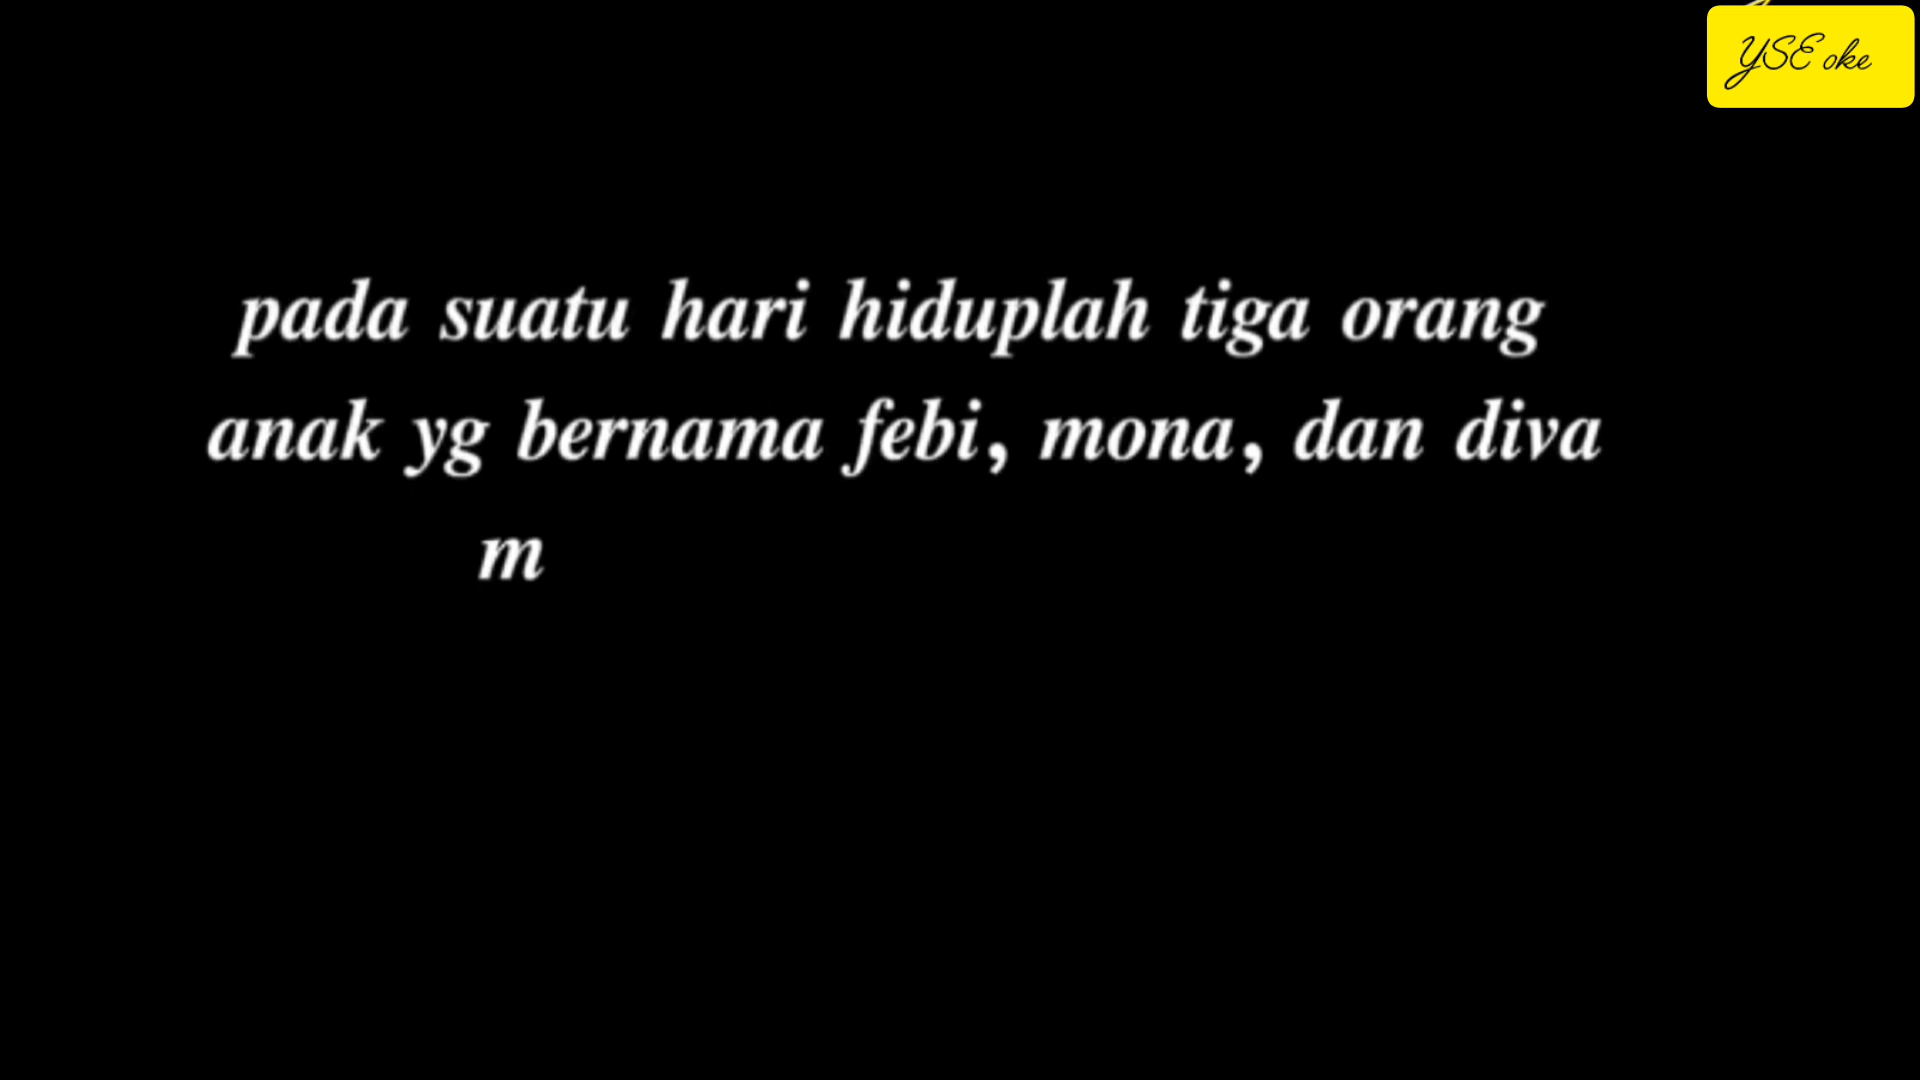 YSE oke
pada suatu hari hiduplah tiga orang
anak yg bernama febi, mona, dan diva
m